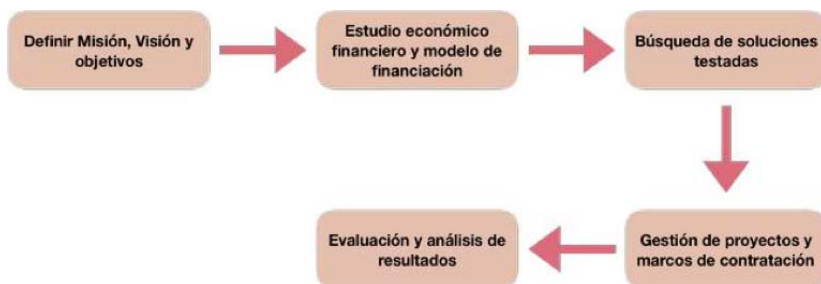 Definir Misión, Visión y
objetivos
Estudio económico
financiero y modelo de
financiación
Búsqueda de soluciones
testadas
Gestión de proyectos y
marcos de contratación
Evaluación y análisis de
resultados